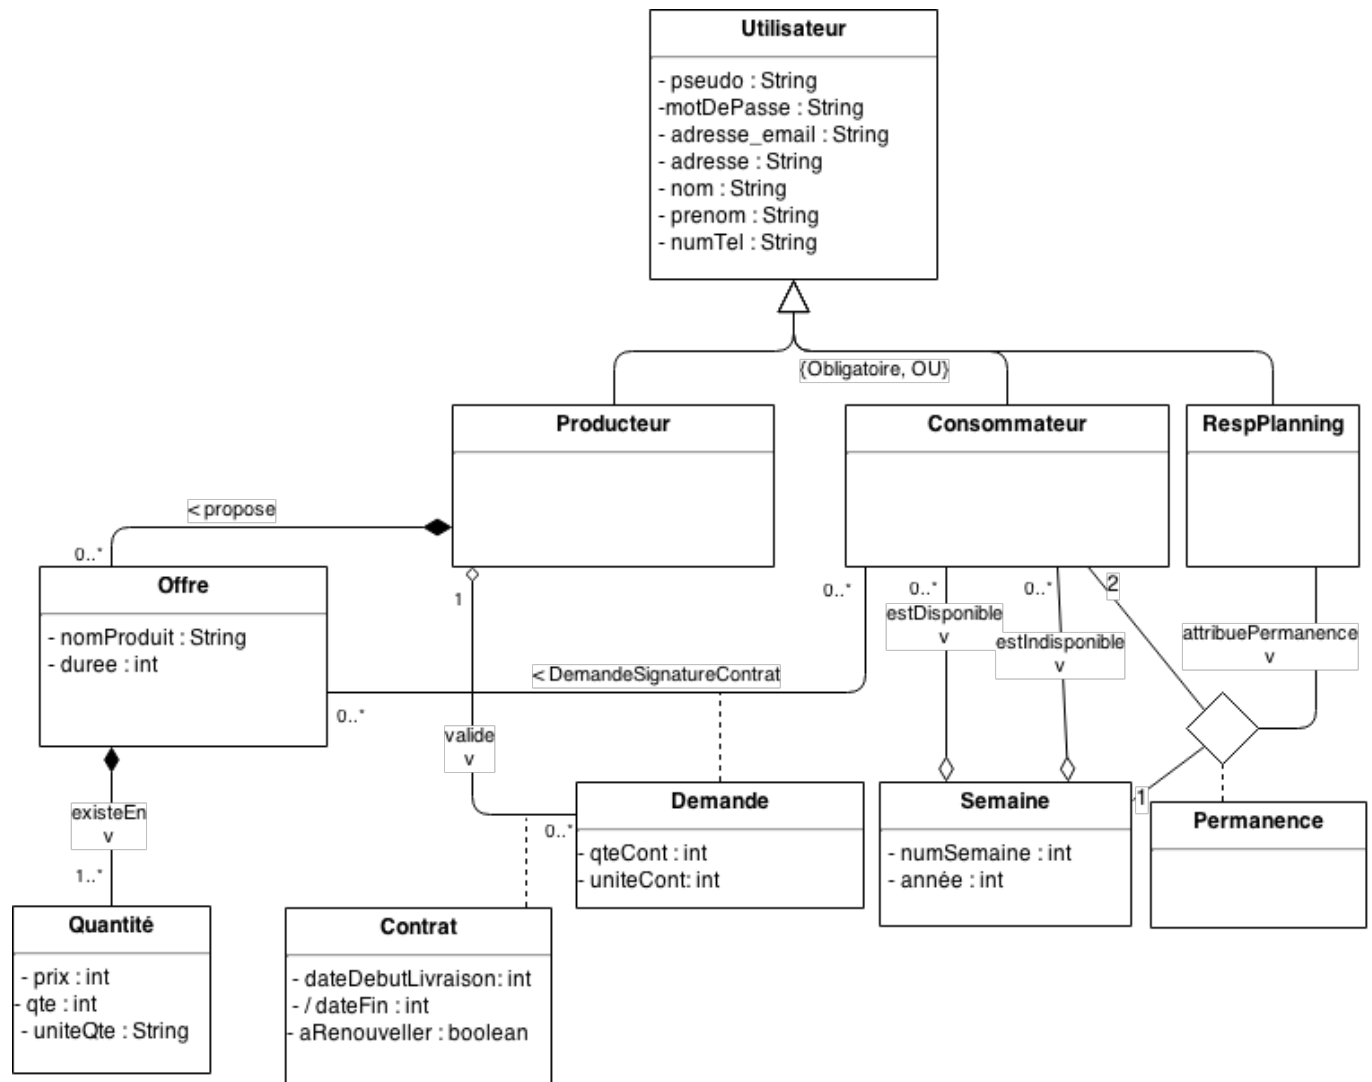 Utilisateur
- pseudo : String
-motDePasse : String
- adresse_email : String
- adresse : String
- nom : String
- prenom : String
- numTel : String
{Obligatoire, OU}
Producteur
Consommateur
RespPlanning
< propose
0..*
Offre
- nomProduit : String
- duree : int
1
0..*
0..*
0..*
2
estDisponible
v
estIndisponible
v
attribuePermanence
v
< DemandeSignatureContrat
0..*
valide
v
0..*
existeEn
v
1..*
Demande
- qteCont : int
- uniteCont: int
Semaine
- numSemaine : int
- année : int
1
Permanence
Quantité
- prix : int
- qte : int
- uniteQte : String
Contrat
- dateDebutLivraison: int
- / dateFin : int
- aRenouveller : boolean